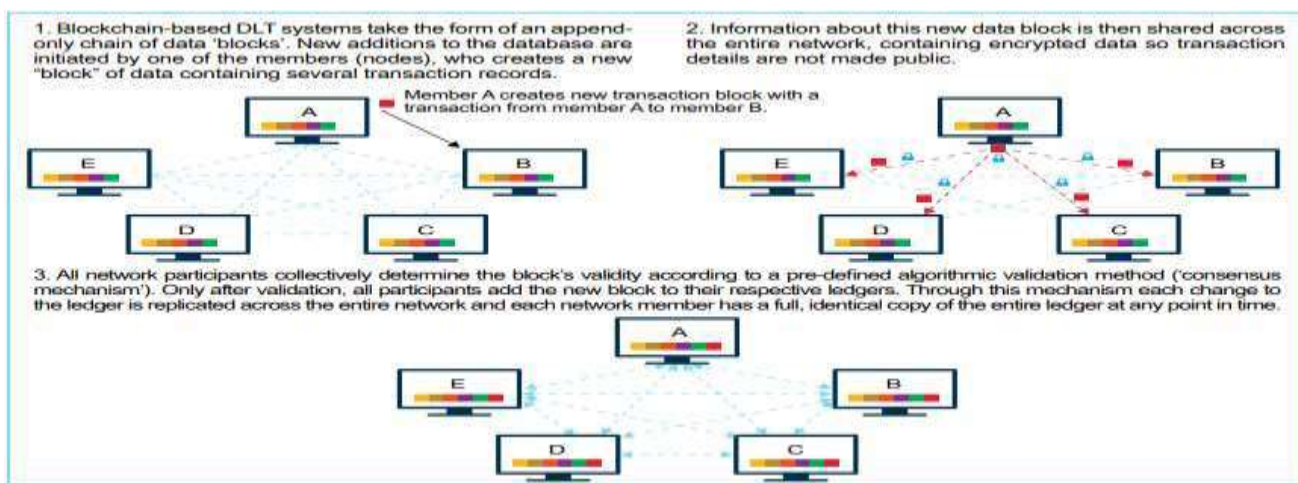 1. Blockchain-based DLT systems take the form of an append-
only chain of data ‘blocks’. New additions to the database are
initiated by one of the members (nodes), who creates a new
“block” of data containing several transaction records.
2. Information about this new data block is then shared across
the entire network, containing encrypted data so transaction
details are not made public.
Member A creates new transaction block with a
transaction from member A to member B.
A
E
B
D
C
A
E
B
D
C
3. All network participants collectively determine the block’s validity according to a pre-defined algorithmic validation method (‘consensus
mechanism’). Only after validation, all participants add the new block to their respective ledgers. Through this mechanism each change to
the ledger is replicated across the entire network and each network member has a full, identical copy of the entire ledger at any point in time.
A
E
B
D
C